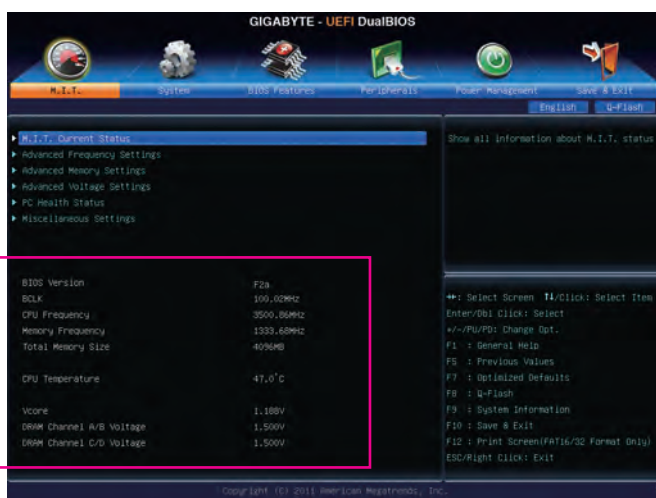 GIGABYTE - UEFI DualBIOS
M.I.T.
System
BIOS Features
Peripherals
Power Management
Save & Exit
English
Q-Flash
M.I.T. Current Status
Advanced Frequency Settings
Advanced Memory Settings
Advanced Voltage Settings
PC Health Status
Miscellaneous Settings
Show all information about M.I.T. status
BIOS Version F2a
BCLK 100.02MHz
CPU Frequency 3500.86MHz
Memory Frequency 1333.68MHz
Total Memory Size 4096MB
CPU Temperature 47.0°C
Vcore 1.188V
DRAM Channel A/B Voltage 1.500V
DRAM Channel C/D Voltage 1.500V
↔: Select Screen ↑↓/Click: Select Item
Enter/Dbl Click: Select
+/-/PU/PD: Change Opt.
F1 : General Help
F5 : Previous Values
F7 : Optimized Defaults
F8 : Q-Flash
F9 : System Information
F10 : Save & Exit
F12 : Print Screen(FAT16/32 Format Only)
ESC/Right Click: Exit
Copyright (C) 2011 American Megatrends, Inc.